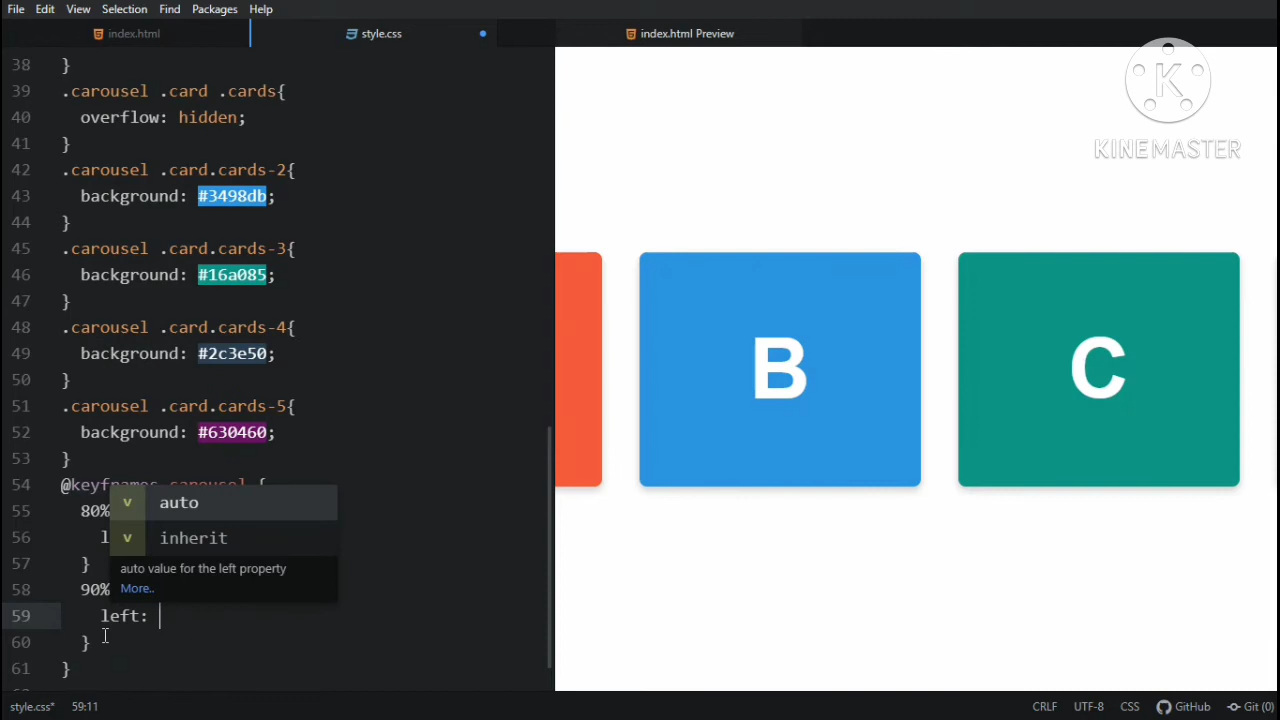 File Edit View Selection Find Packages Help
index.html style.css index.html Preview
38 }
39 .carousel .card .cards{
40 overflow: hidden;
41 }
42 .carousel .card.cards-2{
43 background: #3498db;
44 }
45 .carousel .card.cards-3{
46 background: #16a085;
47 }
48 .carousel .card.cards-4{
49 background: #2c3e50;
50 }
51 .carousel .card.cards-5{
52 background: #630460;
53 }
54 @keyframes carousel {
55 80%
56 l
57 }
58 90%
59 left:
60 }
61 }
v auto
v inherit
auto value for the left property
More..
B C
K
KINEMASTER
style.css* 59:11 CRLF UTF-8 CSS GitHub Git (0)